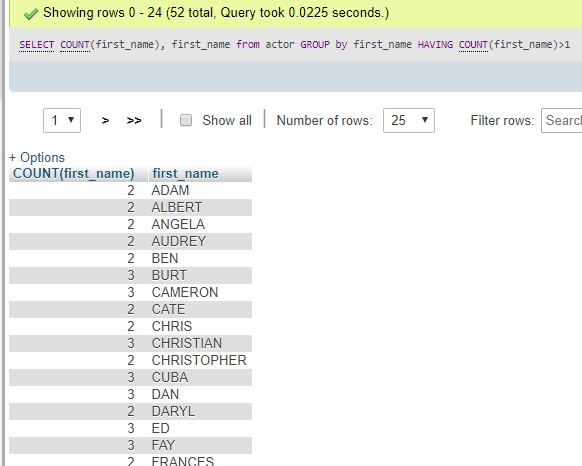 Showing rows 0 - 24 (52 total, Query took 0.0225 seconds.)
SELECT COUNT(first_name), first_name from actor GROUP by first_name HAVING COUNT(first_name)>1
1 ▼ > >> | Show all | Number of rows: 25 ▼ Filter rows: Searc
+ Options
COUNT(first_name) first_name
2 ADAM
2 ALBERT
2 ANGELA
2 AUDREY
2 BEN
3 BURT
3 CAMERON
2 CATE
2 CHRIS
3 CHRISTIAN
2 CHRISTOPHER
3 CUBA
3 DAN
2 DARYL
3 ED
3 FAY
2 FRANCES